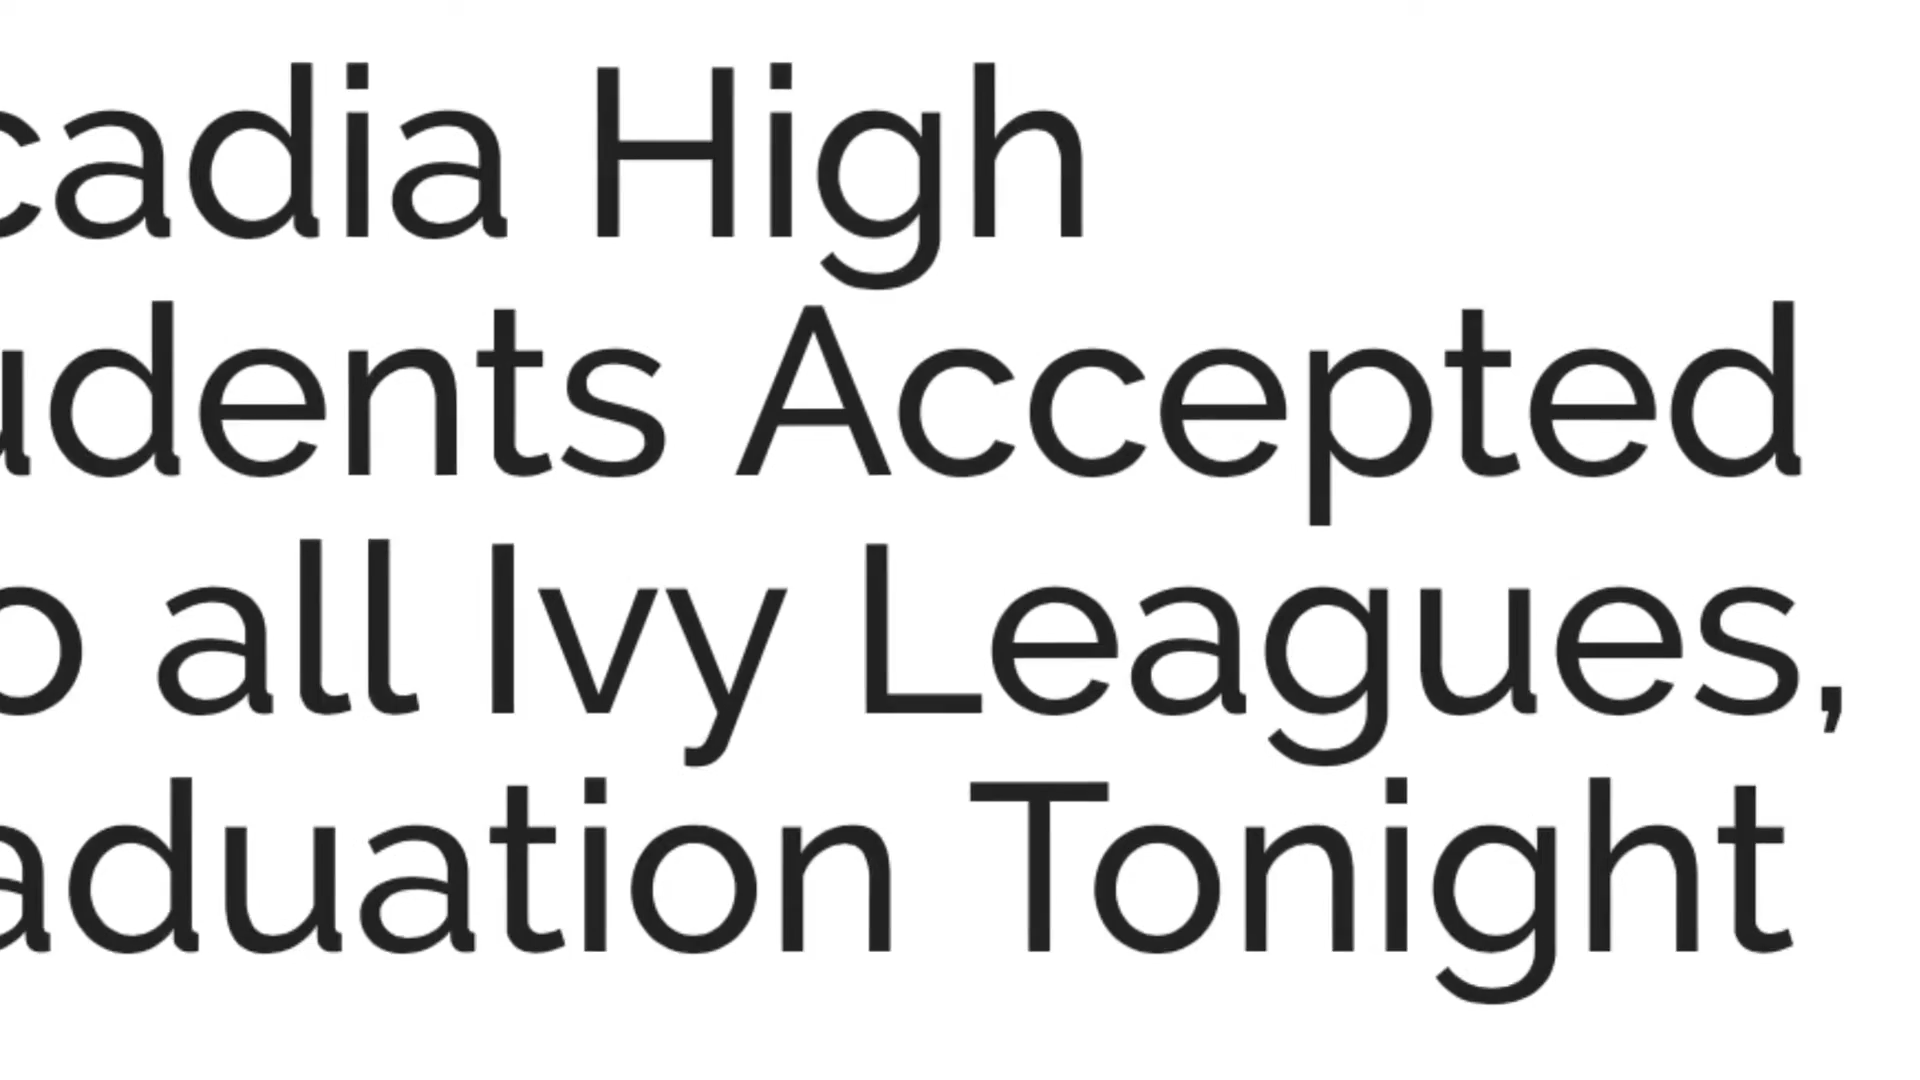 cadia High
udents Accepted
o all Ivy Leagues,
aduation Tonight